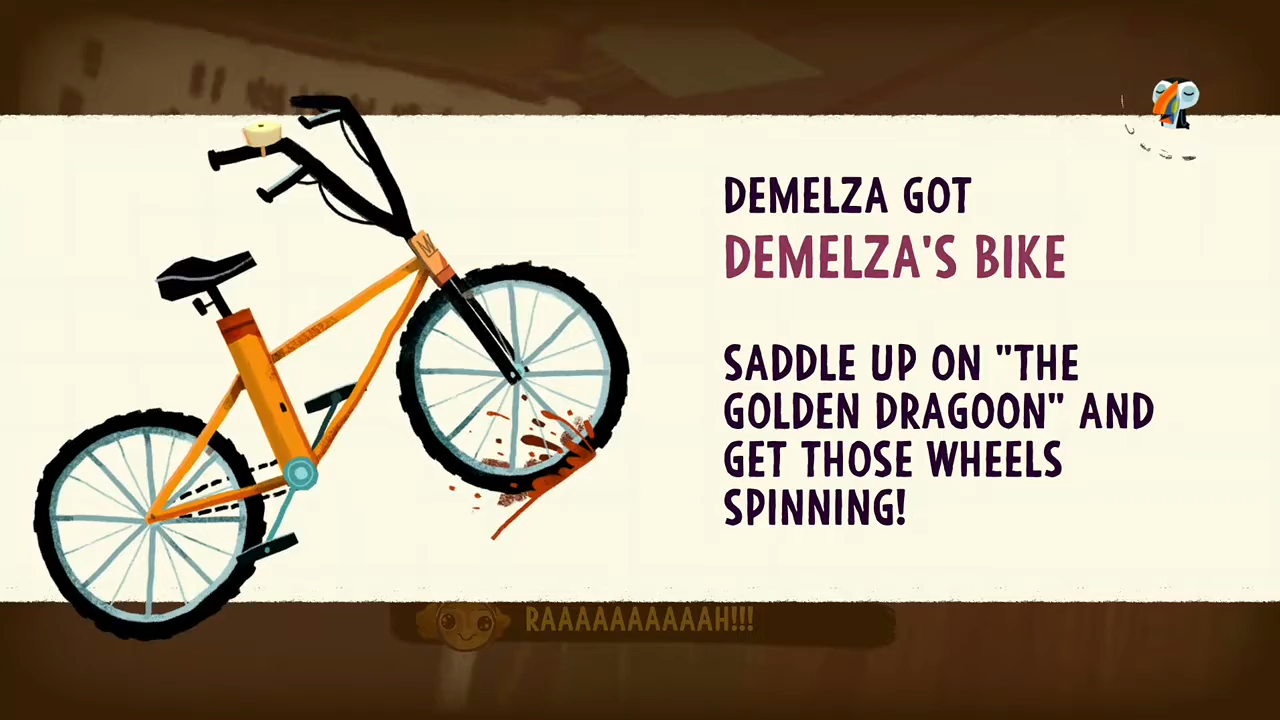 DEMELZA GOT
DEMELZA'S BIKE
SADDLE UP ON "THE
GOLDEN DRAGOON" AND
GET THOSE WHEELS
SPINNING!
RAAAAAAAAAAH!!!